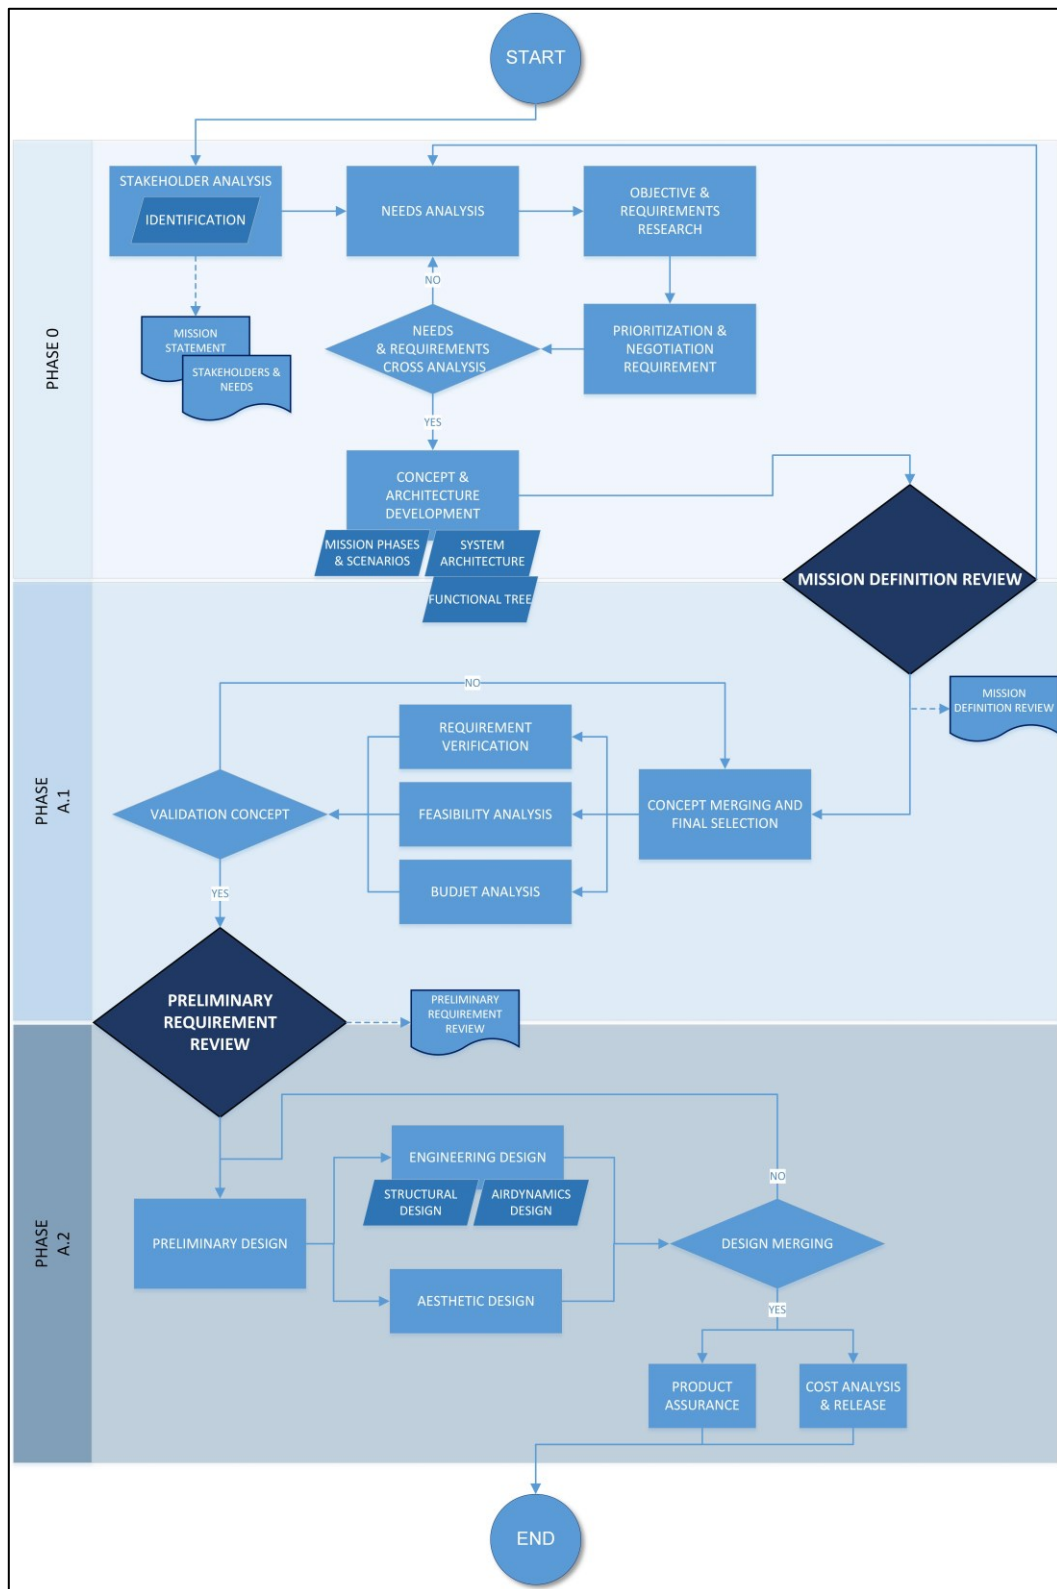 START
PHASE 0
STAKEHOLDER ANALYSIS
IDENTIFICATION
NEEDS ANALYSIS
OBJECTIVE &
REQUIREMENTS
RESEARCH
MISSION
STATEMENT
STAKEHOLDERS &
NEEDS
NO
NEEDS
& REQUIREMENTS
CROSS ANALYSIS
PRIORITIZATION &
NEGOTIATION
REQUIREMENT
YES
CONCEPT &
ARCHITECTURE
DEVELOPMENT
MISSION PHASES
& SCENARIOS
SYSTEM
ARCHITECTURE
FUNCTIONAL TREE
MISSION DEFINITION REVIEW
MISSION
DEFINITION REVIEW
PHASE
A.1
NO
REQUIREMENT
VERIFICATION
VALIDATION CONCEPT
FEASIBILITY ANALYSIS
CONCEPT MERGING AND
FINAL SELECTION
BUDJET ANALYSIS
YES
PRELIMINARY
REQUIREMENT
REVIEW
PRELIMINARY
REQUIREMENT
REVIEW
PHASE
A.2
ENGINEERING DESIGN
STRUCTURAL
DESIGN
AIRDYNAMICS
DESIGN
NO
PRELIMINARY DESIGN
DESIGN MERGING
AESTHETIC DESIGN
YES
PRODUCT
ASSURANCE
COST ANALYSIS
& RELEASE
END